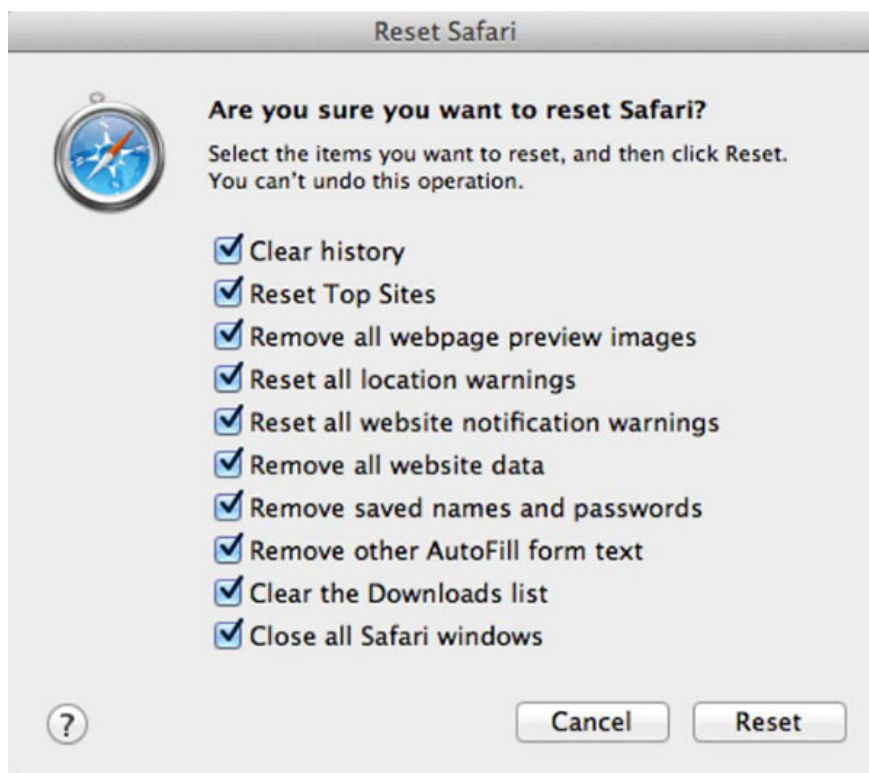 Reset Safari
Are you sure you want to reset Safari?
Select the items you want to reset, and then click Reset.
You can't undo this operation.
Clear history
Reset Top Sites
Remove all webpage preview images
Reset all location warnings
Reset all website notification warnings
Remove all website data
Remove saved names and passwords
Remove other AutoFill form text
Clear the Downloads list
Close all Safari windows
? Cancel Reset